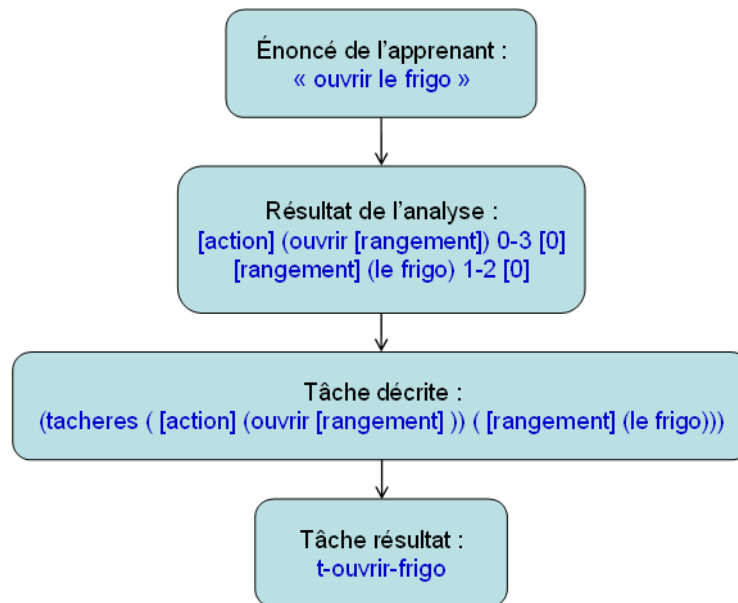 Énoncé de l'apprenant :
« ouvrir le frigo »
Résultat de l'analyse :
[action] (ouvrir [rangement]) 0-3 [0]
[rangement] (le frigo) 1-2 [0]
Tâche décrite :
(tacheres ( [action] (ouvrir [rangement] )) ( [rangement] (le frigo)))
Tâche résultat :
t-ouvrir-frigo